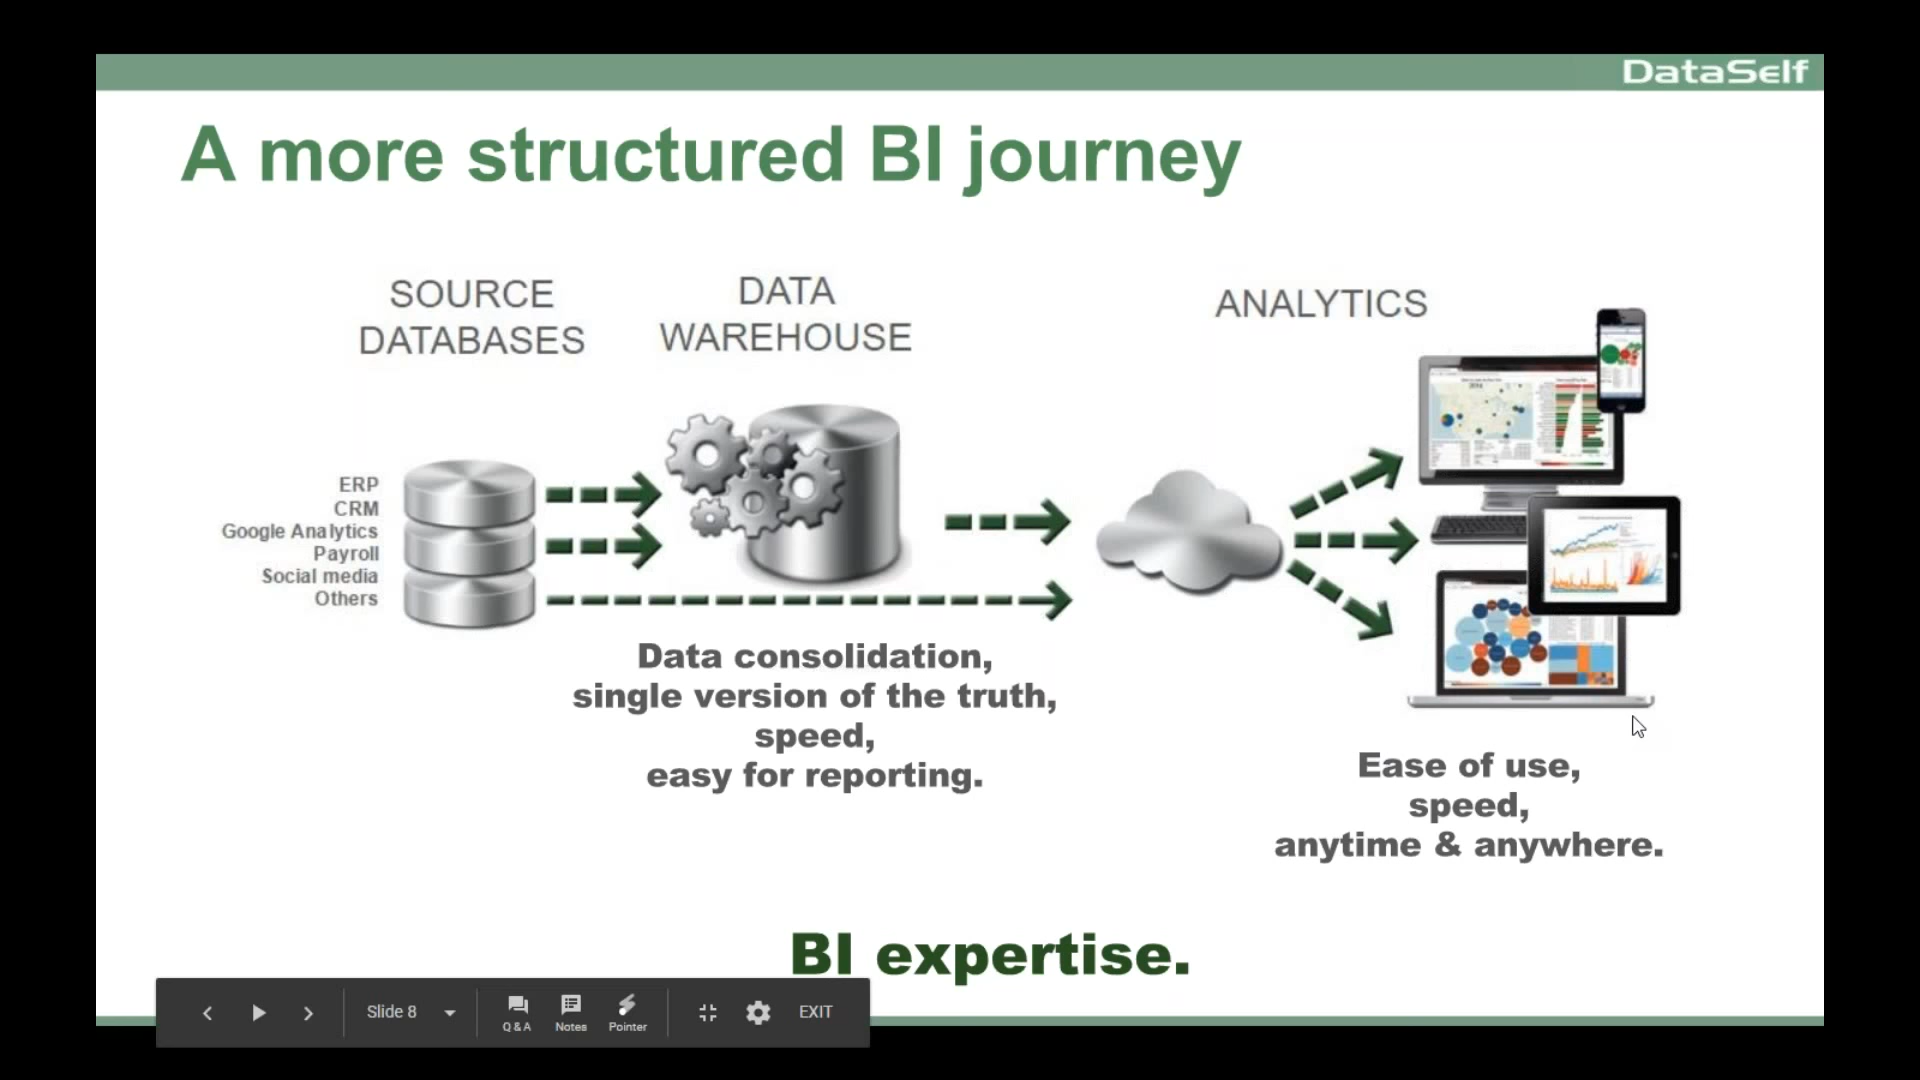 DataSelf
A more structured BI journey
SOURCE
DATABASES
DATA
WAREHOUSE
ANALYTICS
ERP
CRM
Google Analytics
Payroll
Social media
Others
Data consolidation,
single version of the truth,
speed,
easy for reporting.
Ease of use,
speed,
anytime & anywhere.
BI expertise.
Slide 8
Q & A
Notes
Pointer
EXIT